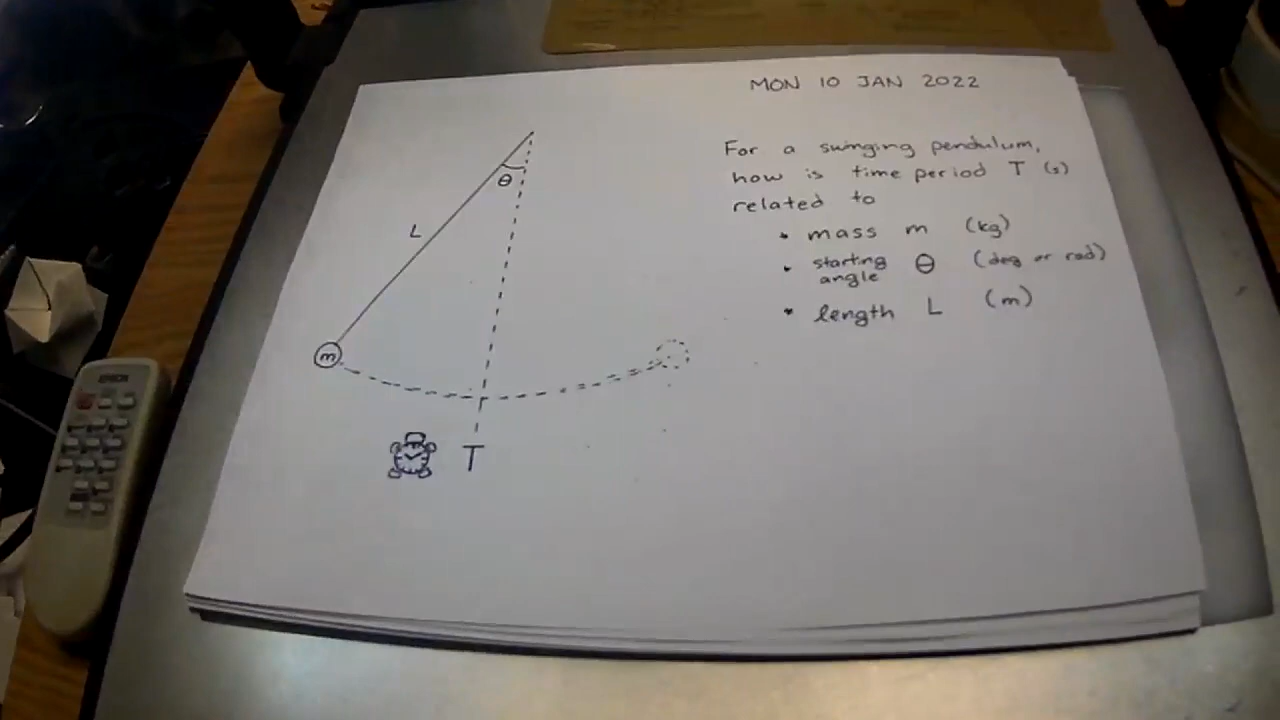 MON 10 JAN 2022
For a swinging pendulum,
how is time period T (s)
related to
• mass m (kg)
• starting angle θ (deg or rad)
• length L (m)
θ
L
m
T
EPSON